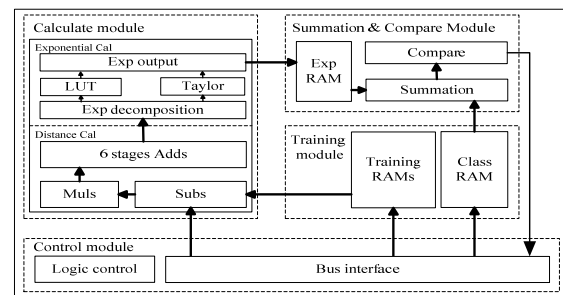 Calculate module
Exponential Cal
Exp output
LUT
Taylor
Exp decomposition
Distance Cal
6 stages Adds
Muls
Subs
Summation & Compare Module
Exp
RAM
Compare
Summation
Training
module
Training
RAMs
Class
RAM
Control module
Logic control
Bus interface